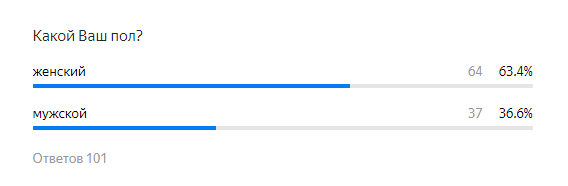 Какой Ваш пол?
женский 64 63.4%
мужской 37 36.6%
Ответов 101